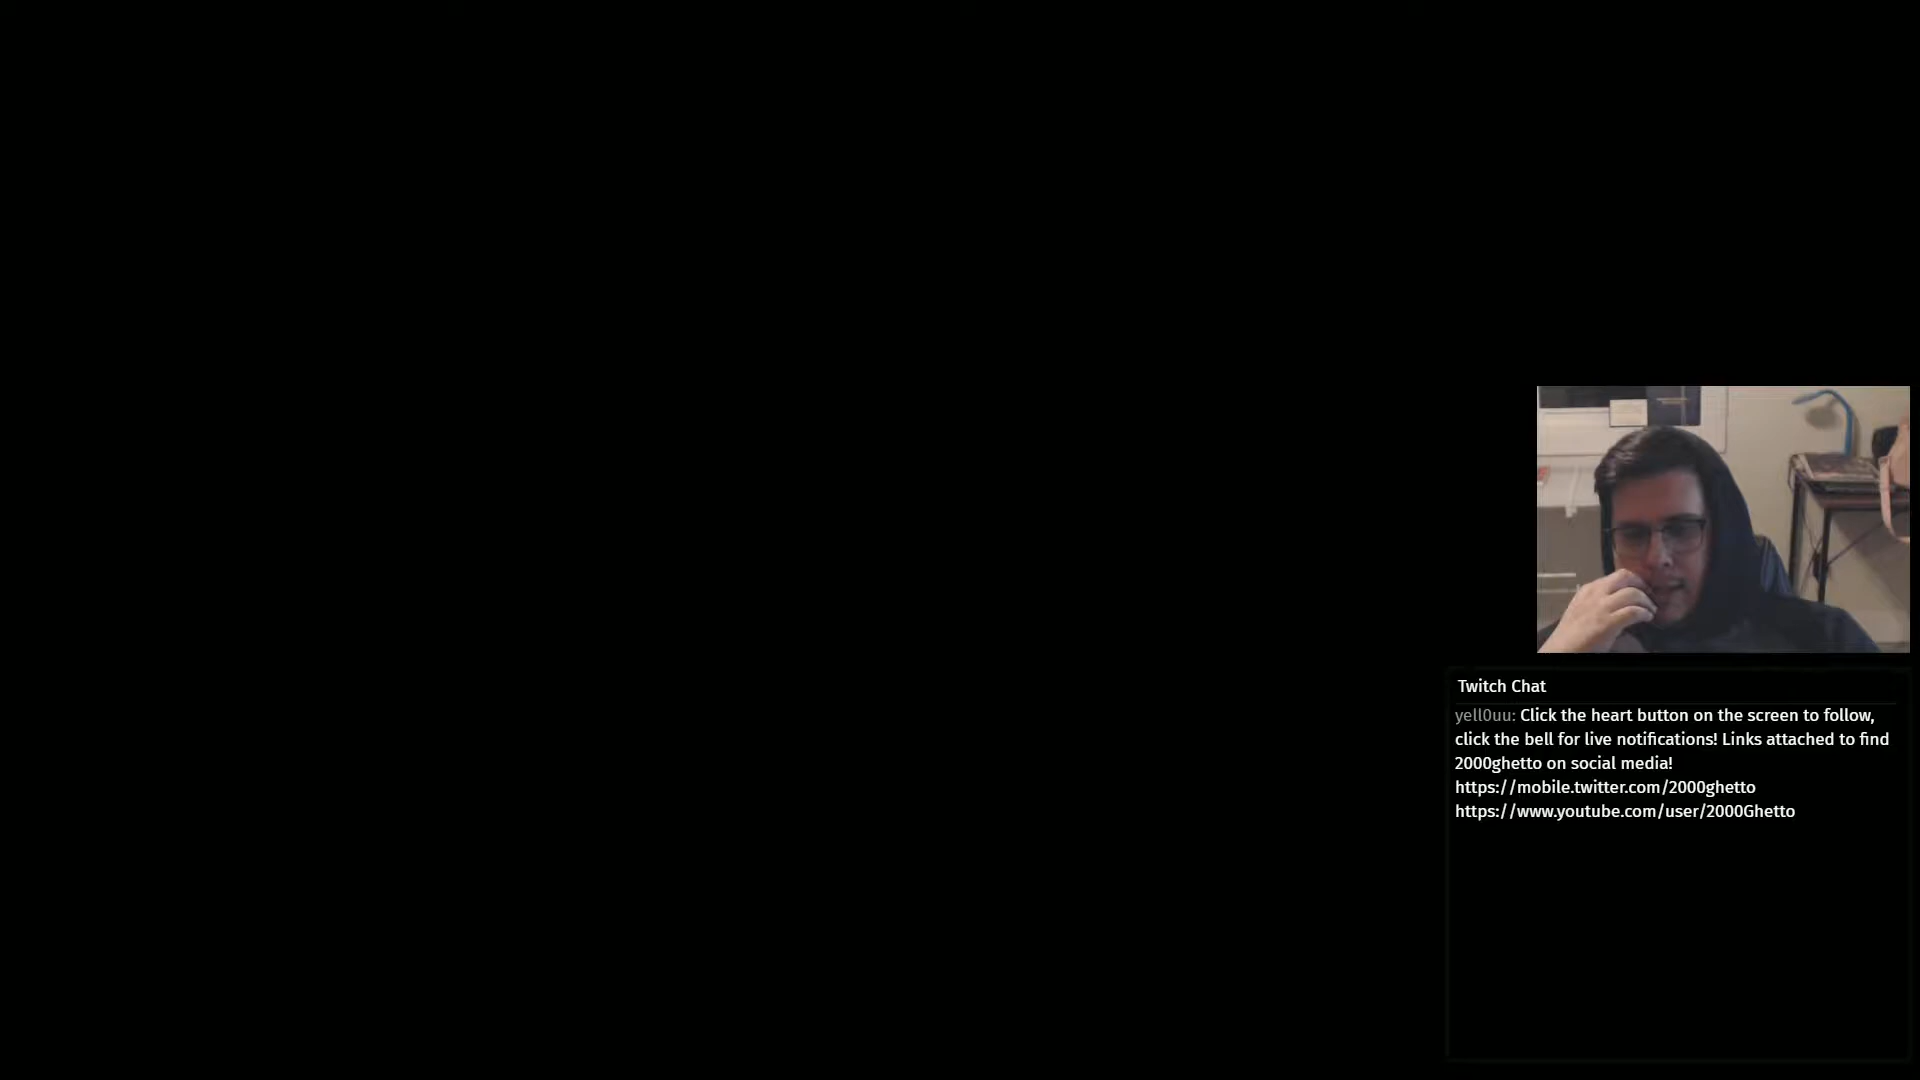 Twitch Chat
yell0uu: Click the heart button on the screen to follow,
click the bell for live notifications! Links attached to find
2000ghetto on social media!
https://mobile.twitter.com/2000ghetto
https://www.youtube.com/user/2000Ghetto